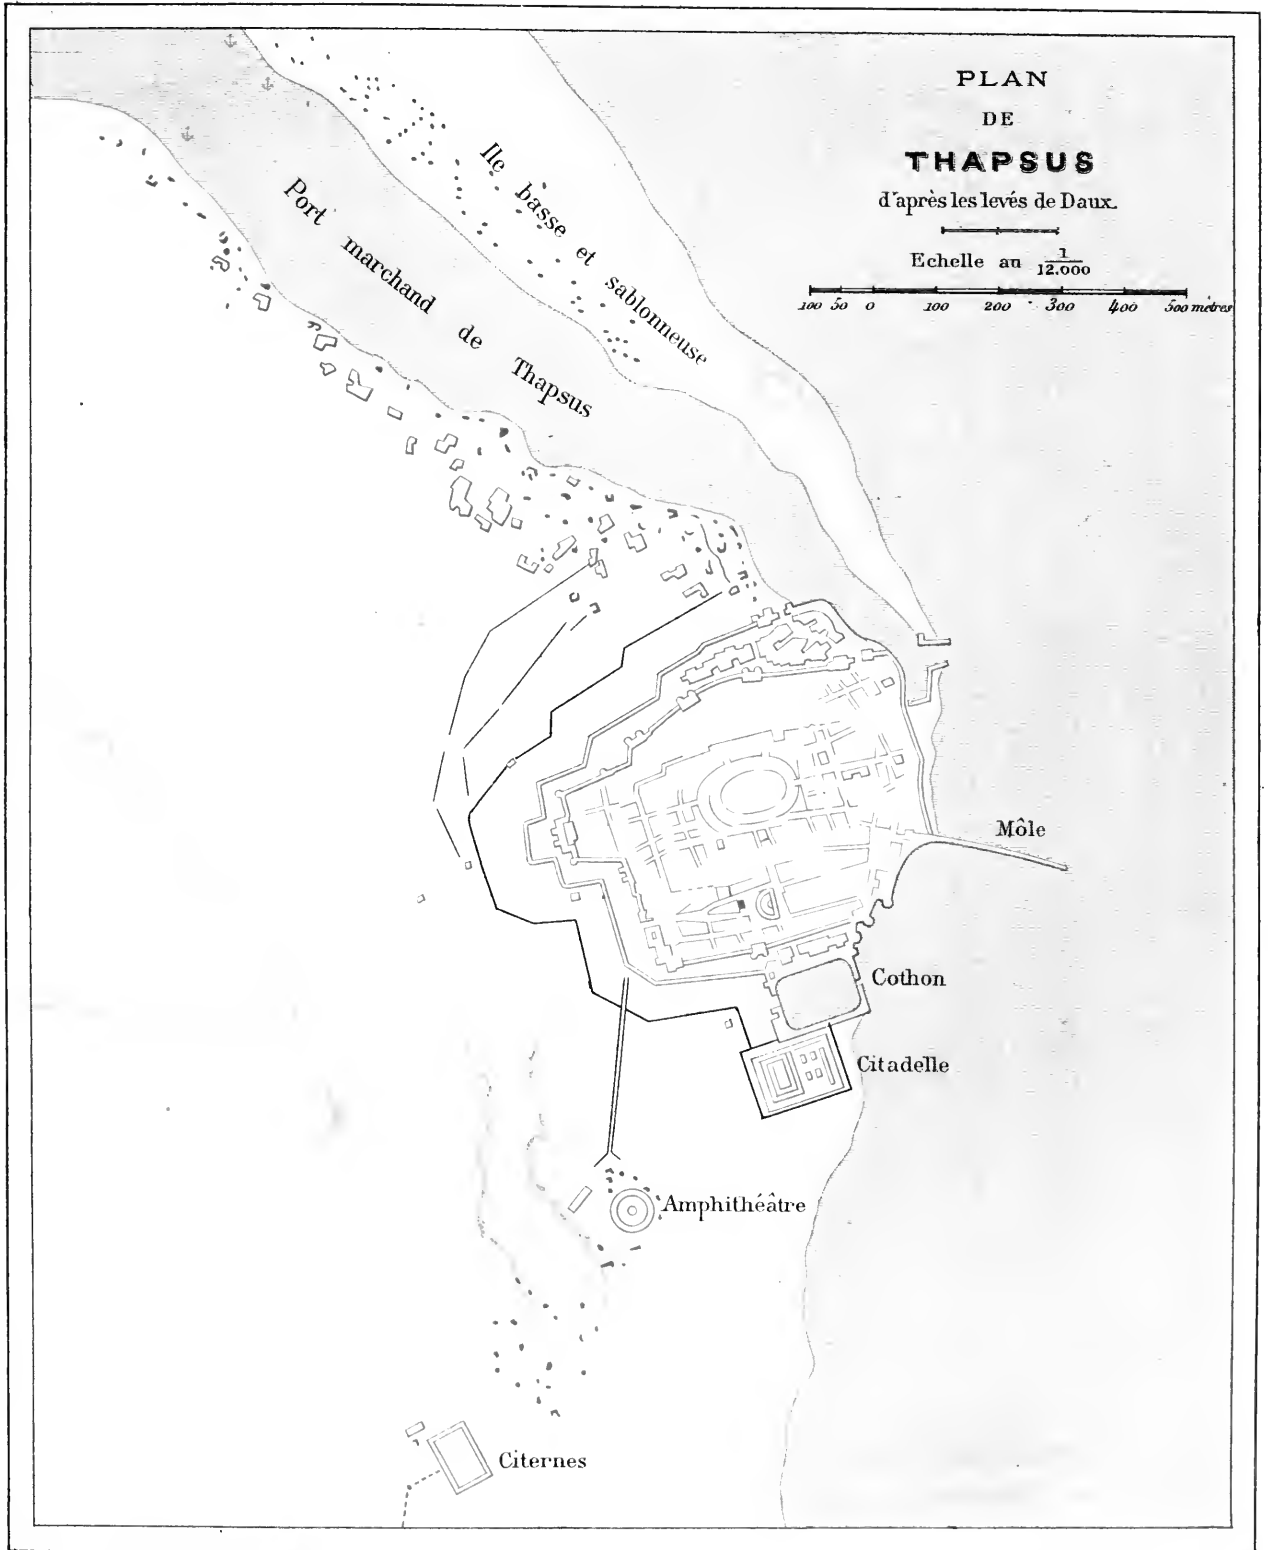 PLAN
DE
THAPSUS
d'après les levés de Daux.
Echelle au 1/12.000
100 50 0 100 200 300 400 500 mètres
Ile basse et sablonneuse
Port marchand de Thapsus
Môle
Cothon
Citadelle
Amphithéâtre
Citernes